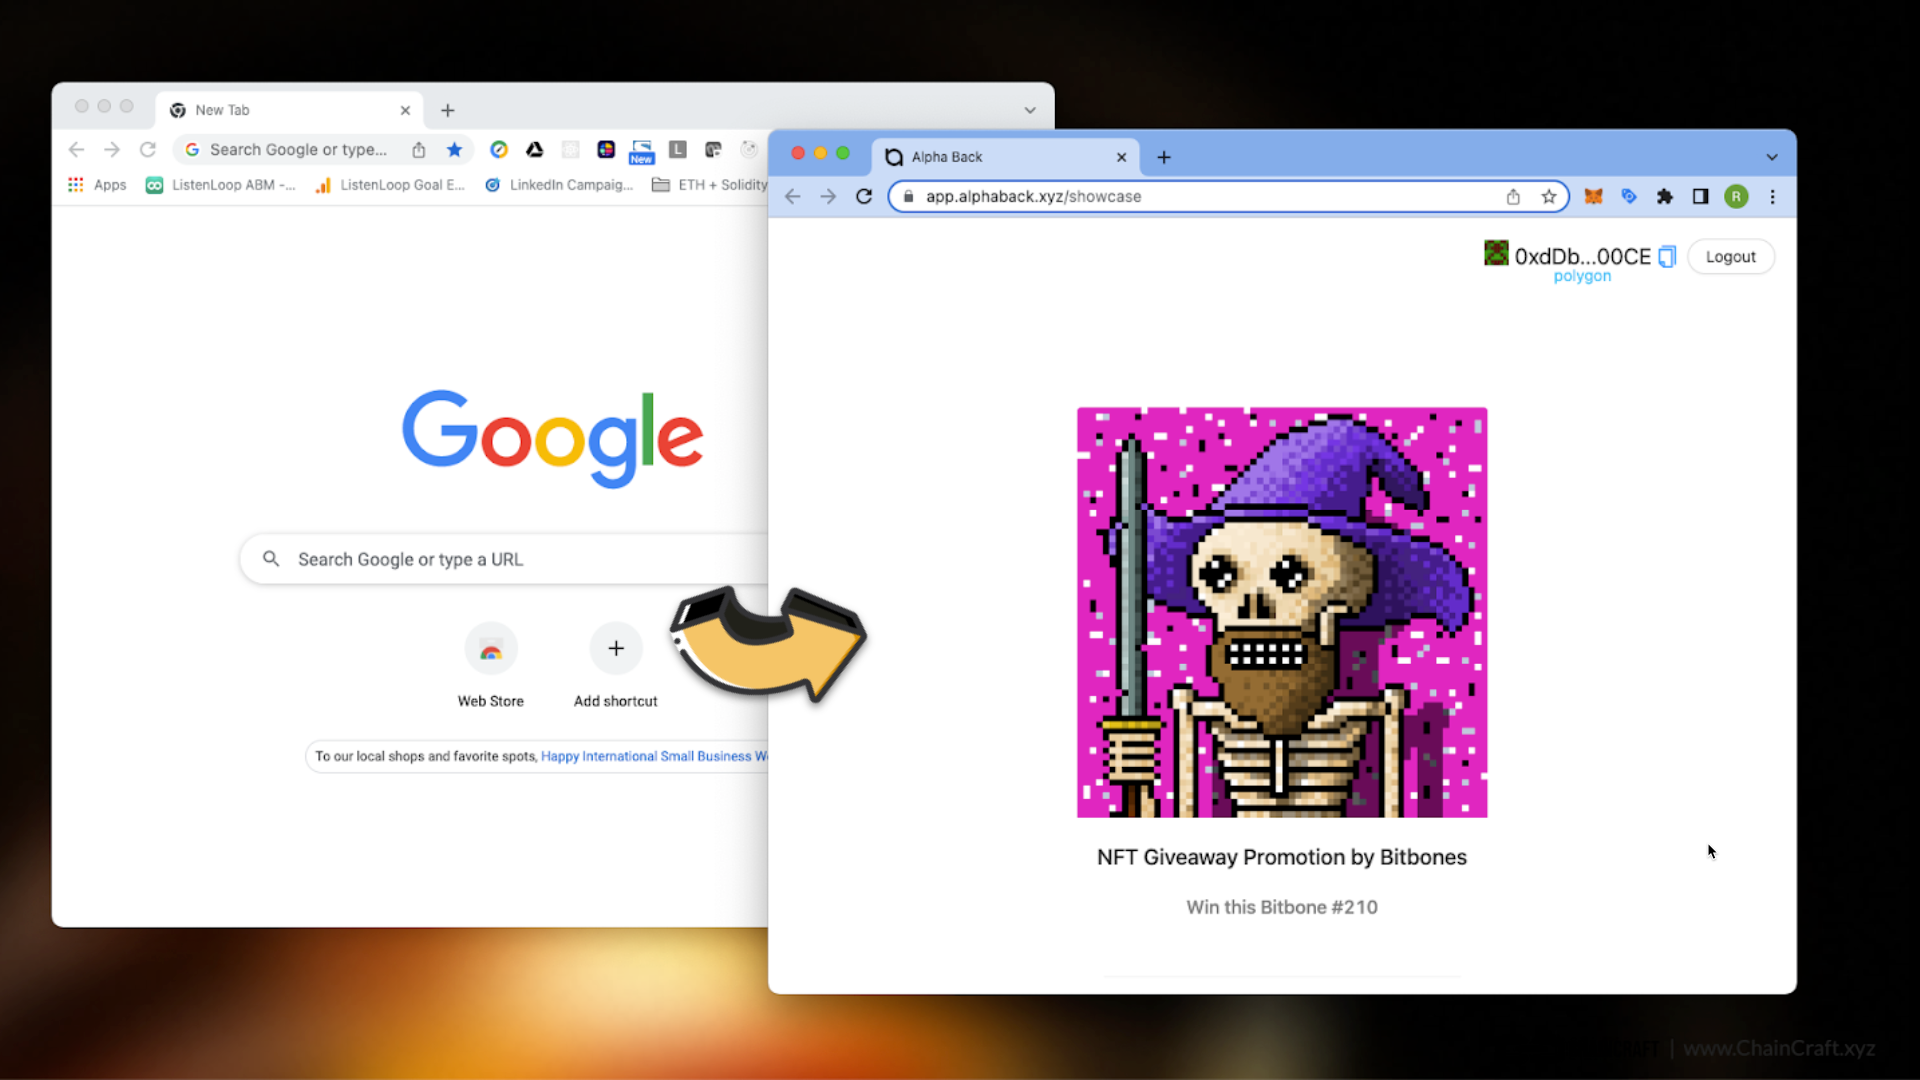 New Tab
Search Google or type...
New
L
Apps
ListenLoop ABM -...
ListenLoop Goal E...
LinkedIn Campaig...
ETH + Solidity
Google
Search Google or type a URL
Web Store
Add shortcut
To our local shops and favorite spots, Happy International Small Business
Alpha Back
app.alphaback.xyz/showcase
R
0xdDb...00CE
polygon
Logout
NFT Giveaway Promotion by Bitbones
Win this Bitbone #210
| www.ChainCraft.xyz